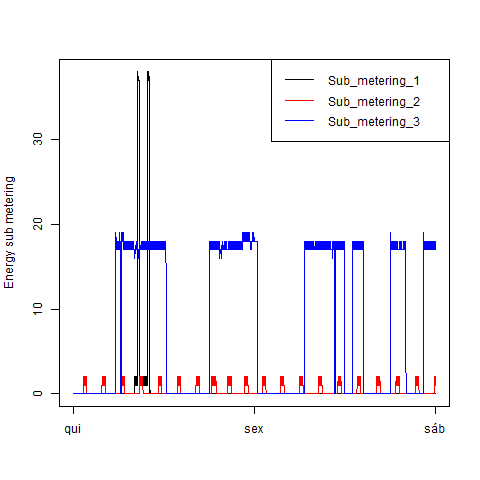 Sub_metering_1
Sub_metering_2
Sub_metering_3
Energy sub metering
30
20
10
0
qui sex sáb